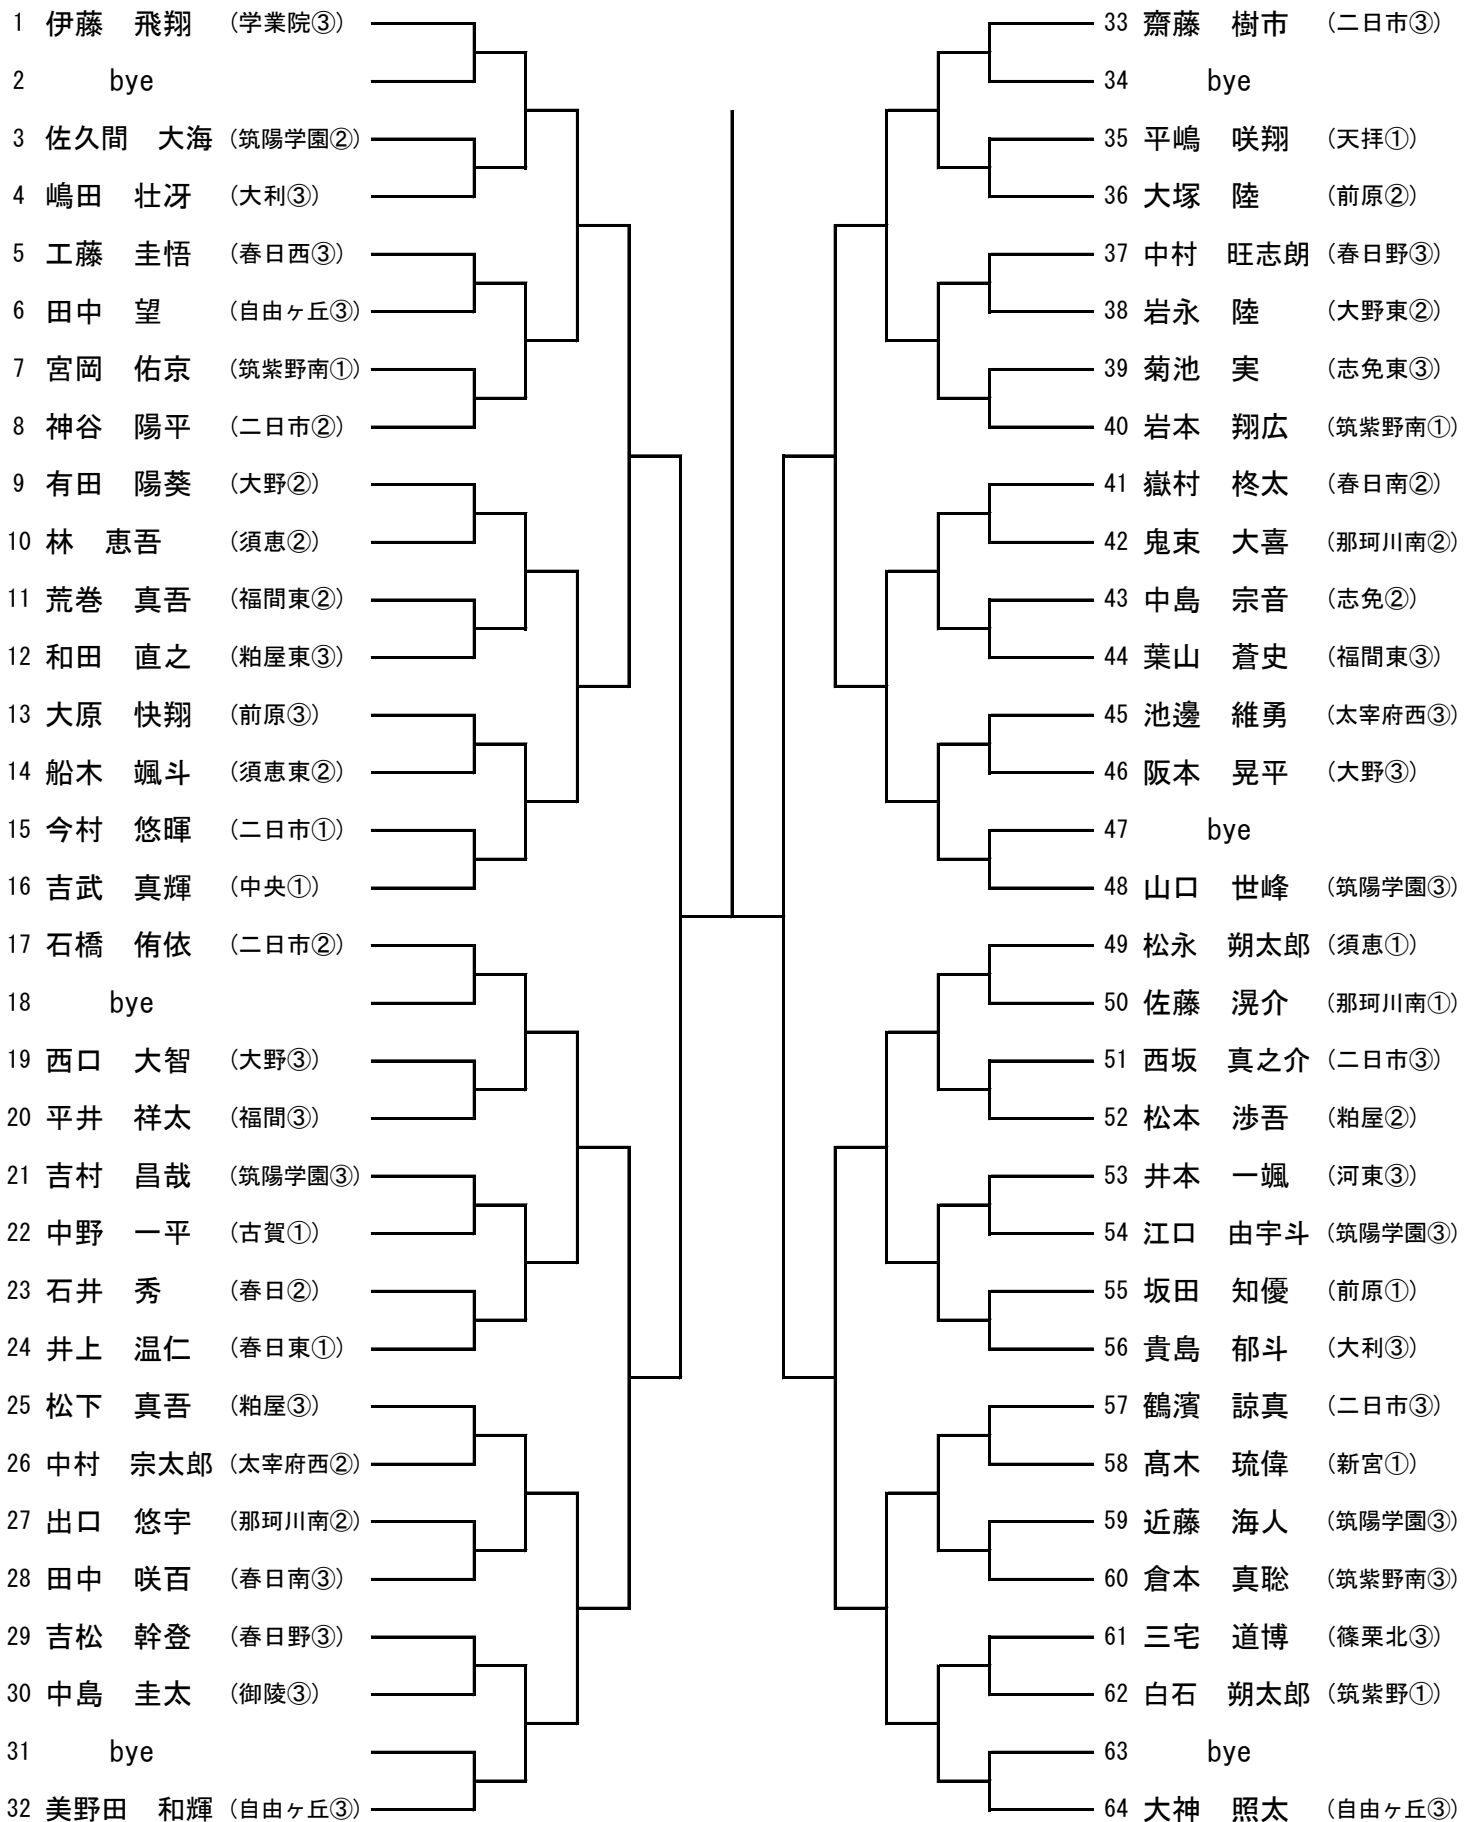 1 伊藤　飛翔 (学業院③)
2 bye
3 佐久間　大海 (筑陽学園②)
4 嶋田　壮冴 (大利③)
5 工藤　圭悟 (春日西③)
6 田中　望 (自由ヶ丘③)
7 宮岡　佑京 (筑紫野南①)
8 神谷　陽平 (二日市②)
9 有田　陽葵 (大野②)
10 林　恵吾 (須恵②)
11 荒巻　真吾 (福間東②)
12 和田　直之 (粕屋東③)
13 大原　快翔 (前原③)
14 船木　颯斗 (須恵東②)
15 今村　悠暉 (二日市①)
16 吉武　真輝 (中央①)
17 石橋　侑依 (二日市②)
18 bye
19 西口　大智 (大野③)
20 平井　祥太 (福間③)
21 吉村　昌哉 (筑陽学園③)
22 中野　一平 (古賀①)
23 石井　秀 (春日②)
24 井上　温仁 (春日東①)
25 松下　真吾 (粕屋③)
26 中村　宗太郎 (太宰府西②)
27 出口　悠宇 (那珂川南②)
28 田中　咲百 (春日南③)
29 吉松　幹登 (春日野③)
30 中島　圭太 (御陵③)
31 bye
32 美野田　和輝 (自由ヶ丘③)
33 齋藤　樹市 (二日市③)
34 bye
35 平嶋　咲翔 (天拝①)
36 大塚　陸 (前原②)
37 中村　旺志朗 (春日野③)
38 岩永　陸 (大野東②)
39 菊池　実 (志免東③)
40 岩本　翔広 (筑紫野南①)
41 嶽村　柊太 (春日南②)
42 鬼束　大喜 (那珂川南②)
43 中島　宗音 (志免②)
44 葉山　蒼史 (福間東③)
45 池邊　維勇 (太宰府西③)
46 阪本　晃平 (大野③)
47 bye
48 山口　世峰 (筑陽学園③)
49 松永　朔太郎 (須恵①)
50 佐藤　滉介 (那珂川南①)
51 西坂　真之介 (二日市③)
52 松本　渉吾 (粕屋②)
53 井本　一颯 (河東③)
54 江口　由宇斗 (筑陽学園③)
55 坂田　知優 (前原①)
56 貴島　郁斗 (大利③)
57 鶴濱　諒真 (二日市③)
58 髙木　琉偉 (新宮①)
59 近藤　海人 (筑陽学園③)
60 倉本　真聡 (筑紫野南③)
61 三宅　道博 (篠栗北③)
62 白石　朔太郎 (筑紫野①)
63 bye
64 大神　照太 (自由ヶ丘③)